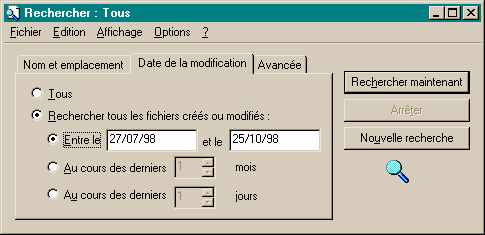 Rechercher : Tous
Fichier Edition Affichage Options ?
Nom et emplacement Date de la modification Avancée
Tous
Rechercher tous les fichiers créés ou modifiés :
Entre le 27/07/98 et le 25/10/98
Au cours des derniers 1 mois
Au cours des derniers 1 jours
Rechercher maintenant
Arrêter
Nouvelle recherche